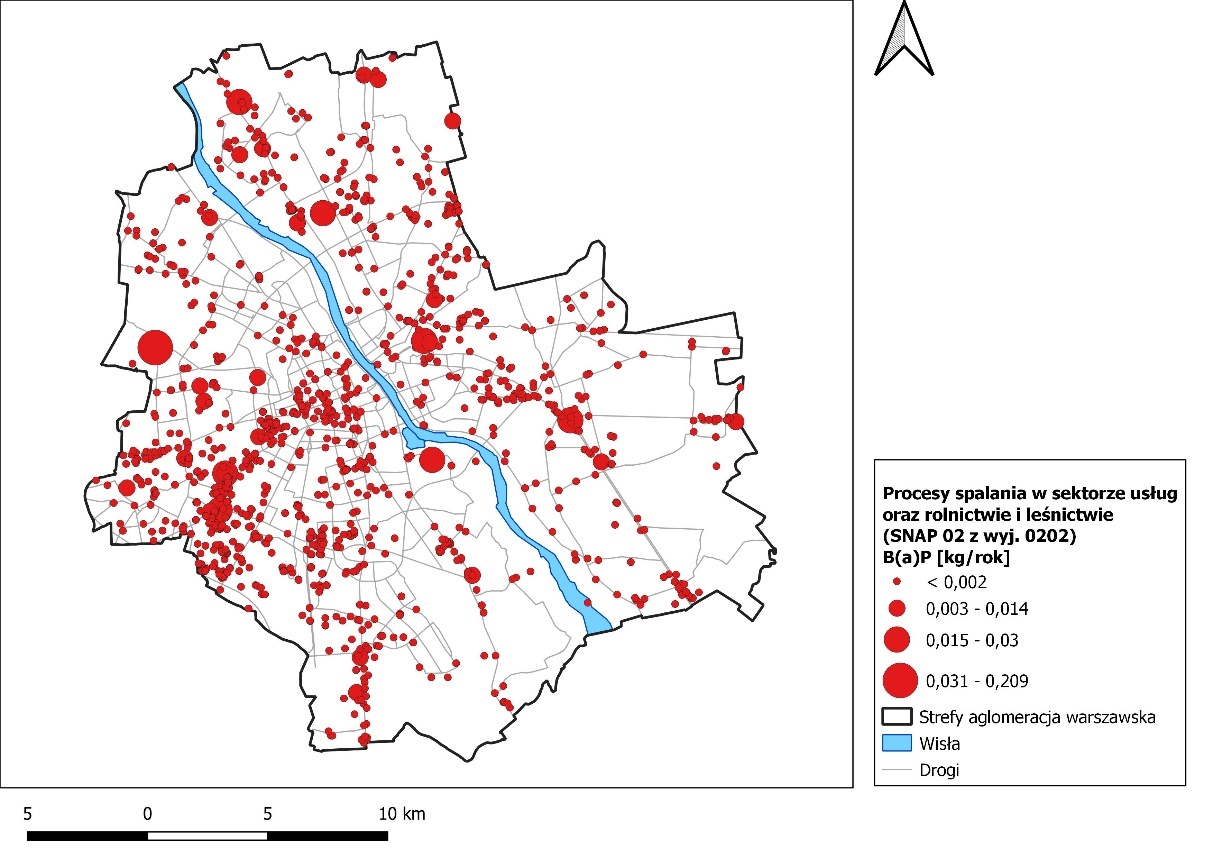 Procesy spalania w sektorze usług
oraz rolnictwie i leśnictwie
(SNAP 02 z wyj. 0202)
B(a)P [kg/rok]
< 0,002
0,003 - 0,014
0,015 - 0,03
0,031 - 0,209
Strefy aglomeracja warszawska
Wisła
Drogi
5 0 5 10 km